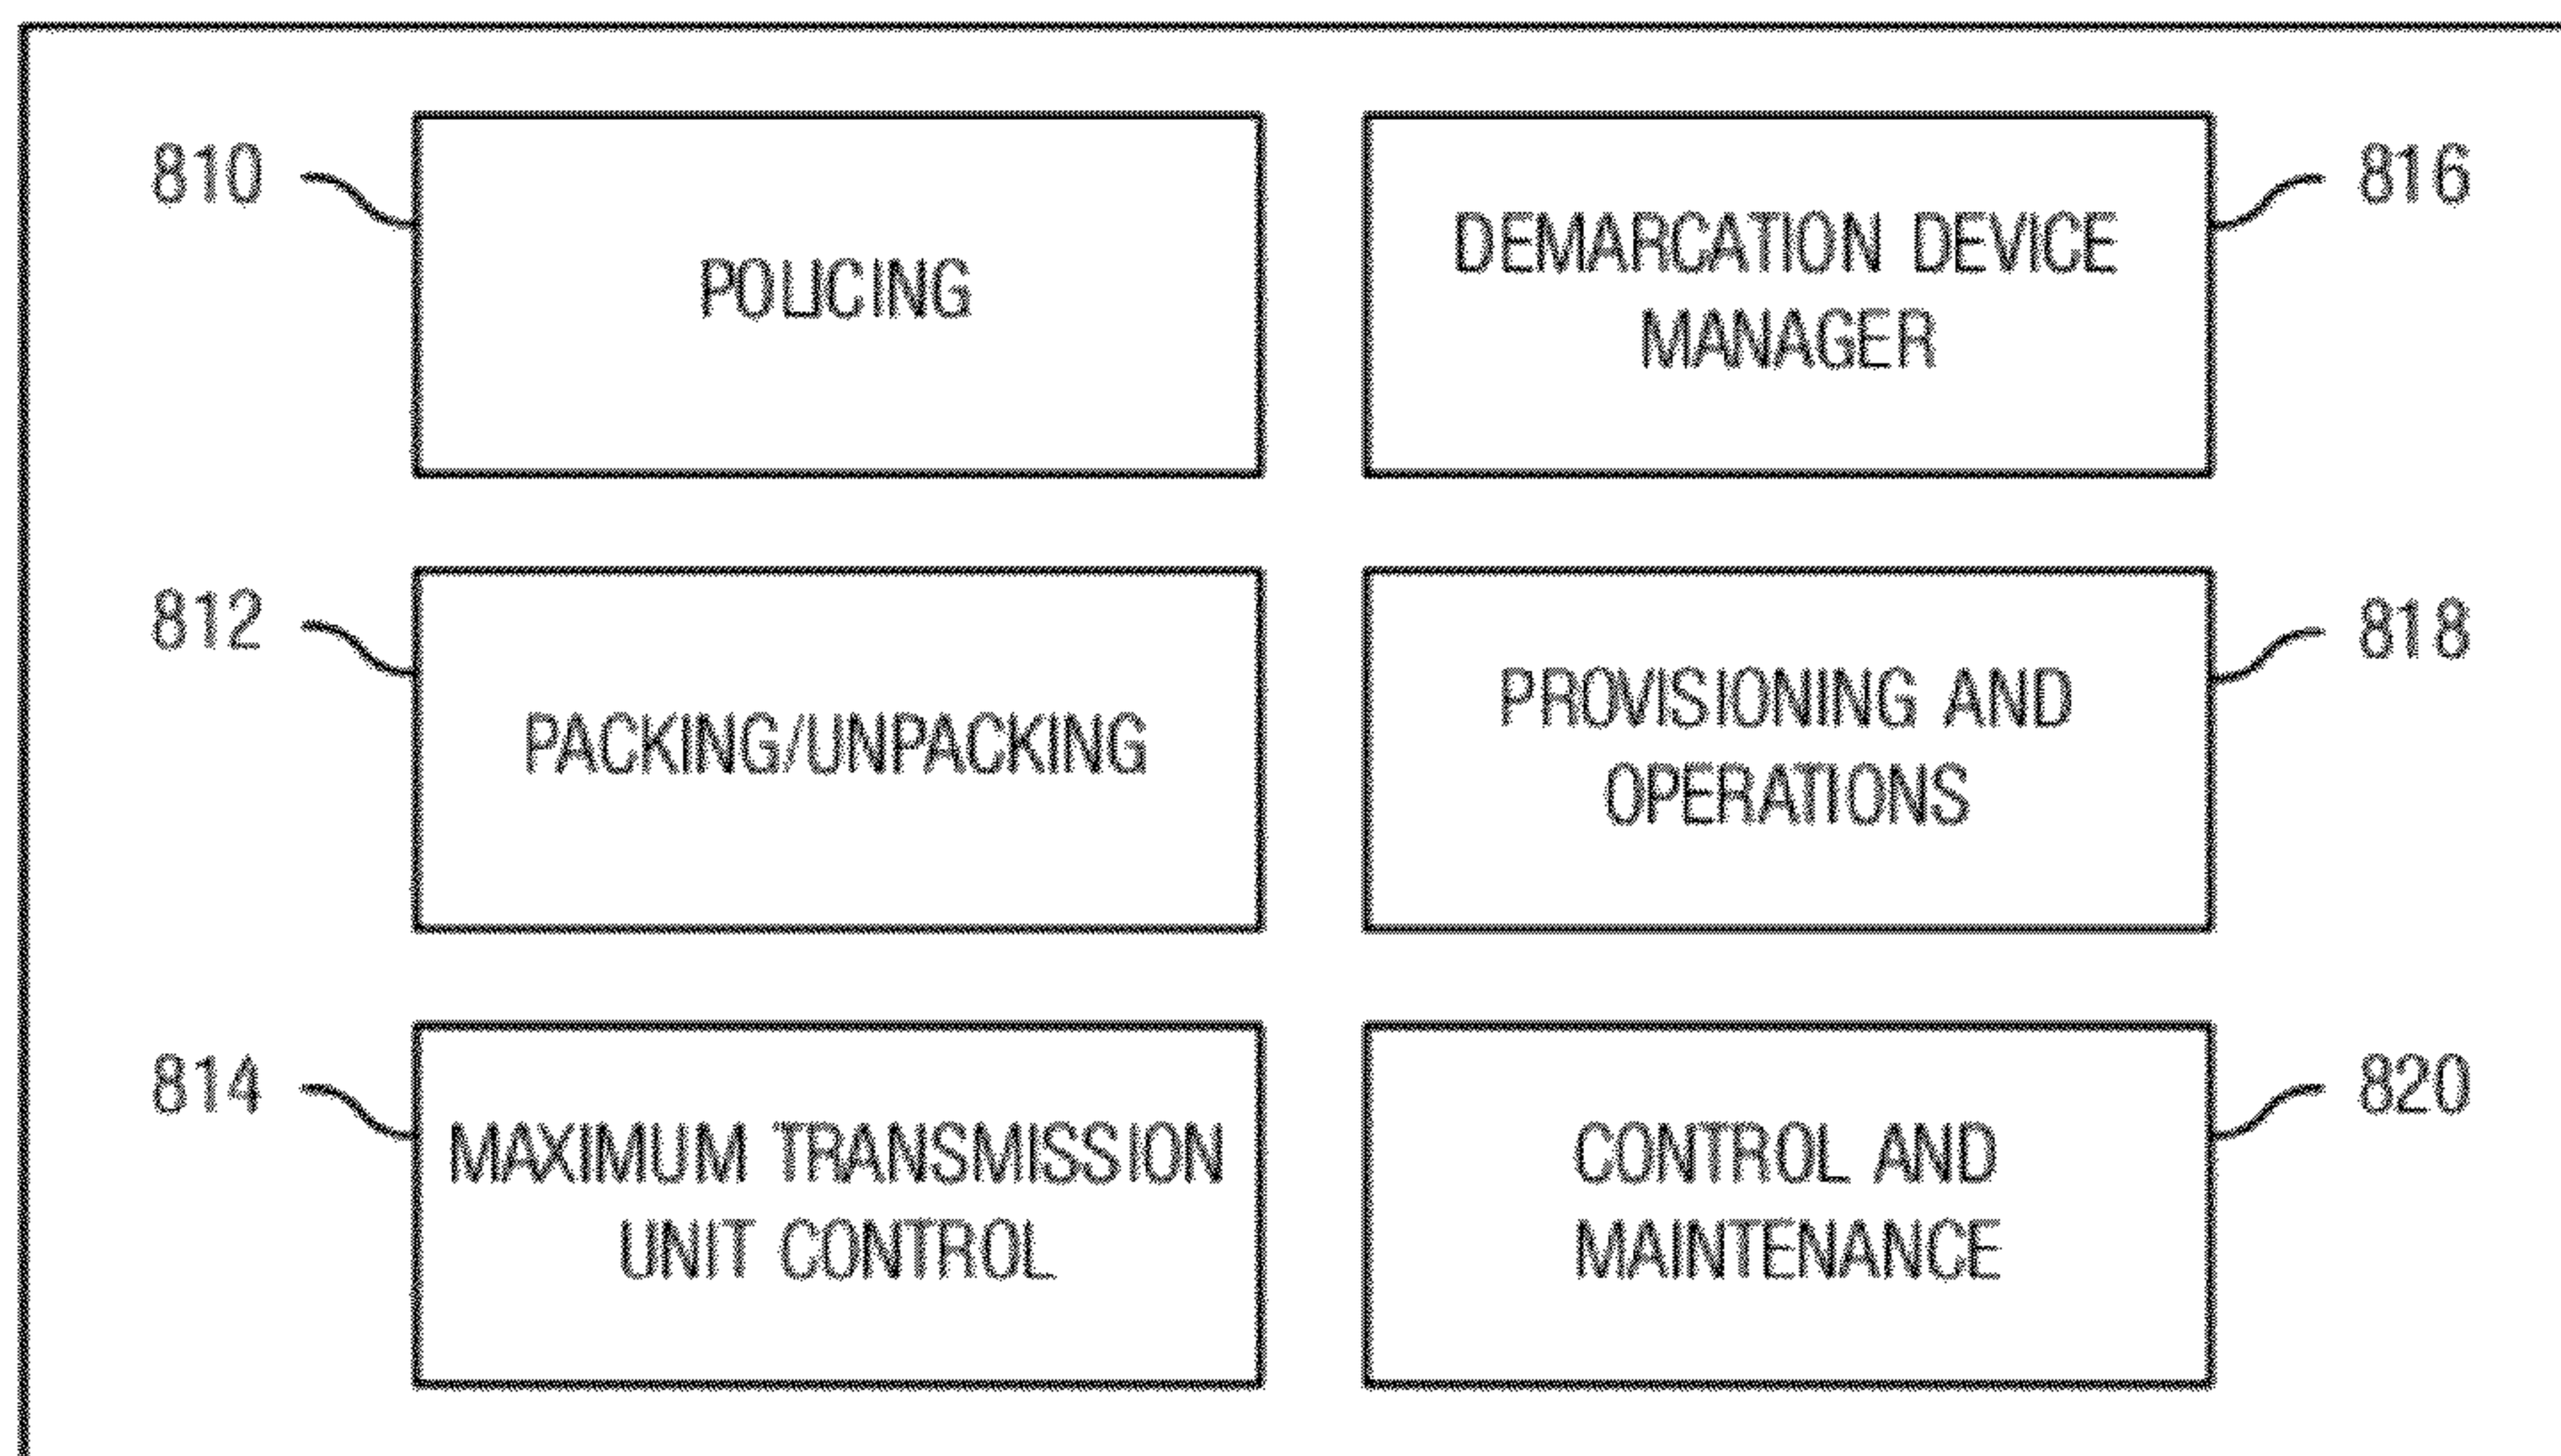 810
POLICING
DEMARCATION DEVICE
MANAGER
816
812
PACKING/UNPACKING
PROVISIONING AND
OPERATIONS
818
814
MAXIMUM TRANSMISSION
UNIT CONTROL
CONTROL AND
MAINTENANCE
820